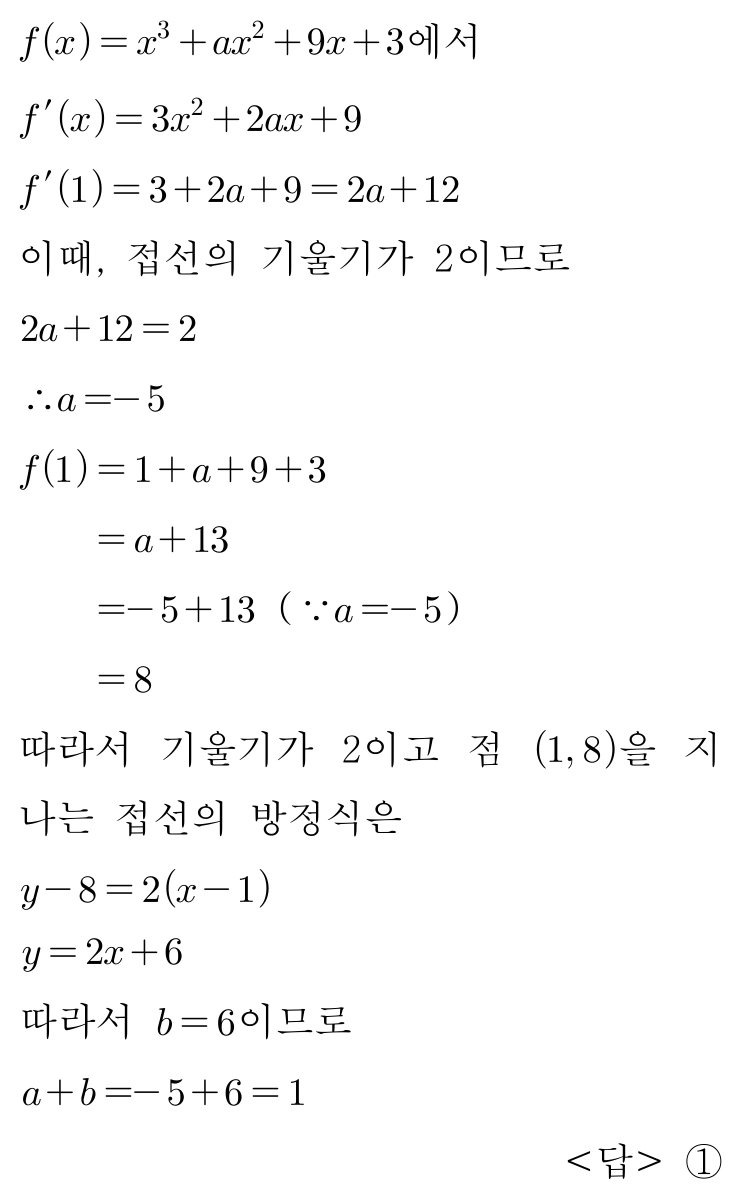 f(x)=x³+ax²+9x+3에서
f′(x)=3x²+2ax+9
f′(1)=3+2a+9=2a+12
이때, 접선의 기울기가 2이므로
2a+12=2
∴a=-5
f(1)=1+a+9+3
=a+13
=-5+13 (∵a=-5)
=8
따라서 기울기가 2이고 점 (1, 8)을 지
나는 접선의 방정식은
y-8=2(x-1)
y=2x+6
따라서 b=6이므로
a+b=-5+6=1
<답> ①